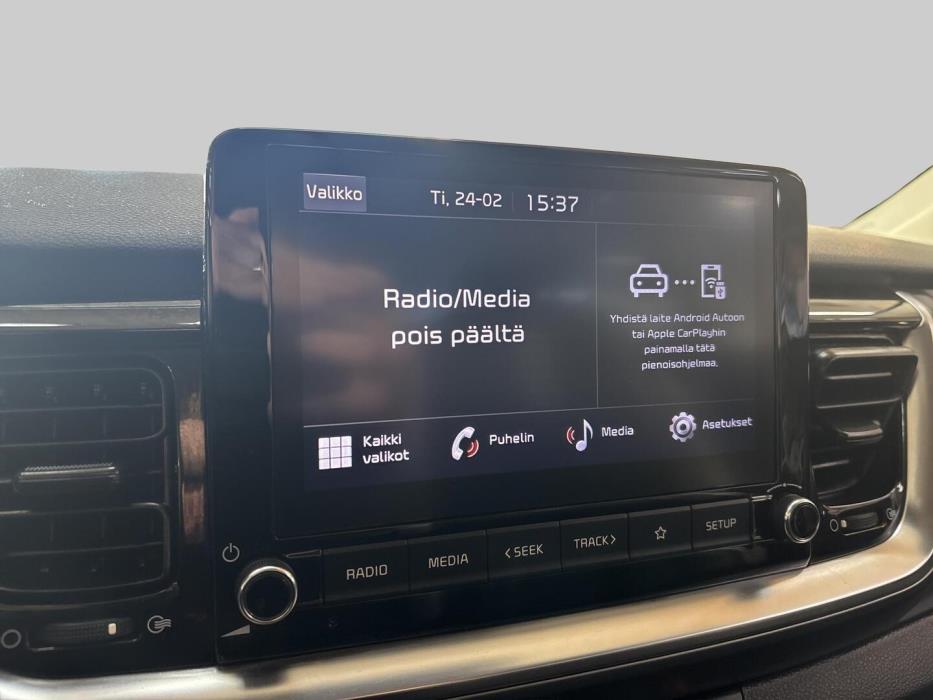 Valikko
Ti, 24-02
15:37
Radio/Media
pois päältä
Yhdistä laite Android Autoon
tai Apple CarPlayhin
painamalla tätä
pienoisohjelmaa.
Kaikki
valikot
Puhelin
Media
Asetukset
RADIO
MEDIA
< SEEK
TRACK >
SETUP